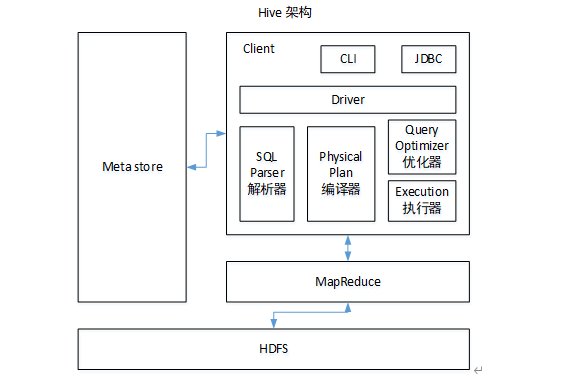 Hive 架构
Client
CLI
JDBC
Driver
Meta store
SQL
Parser
解析器
Physical
Plan
编译器
Query
Optimizer
优化器
Execution
执行器
MapReduce
HDFS